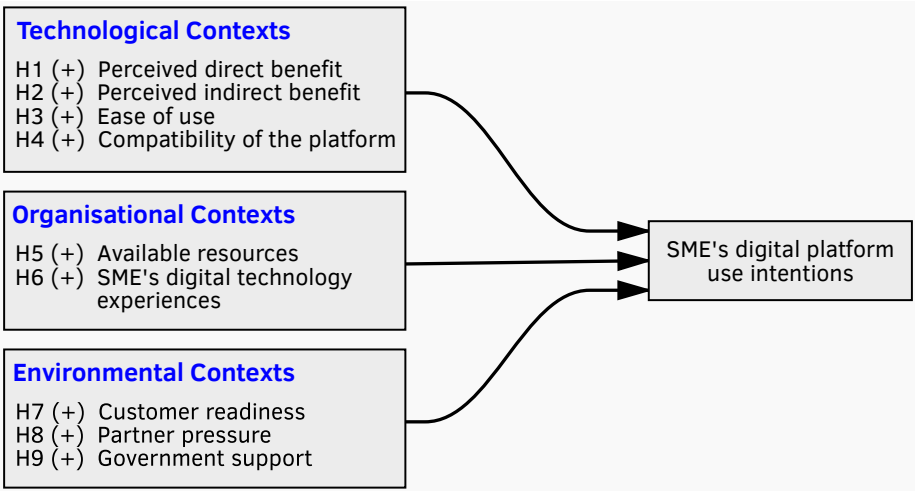 Technological Contexts
H1 (+) Perceived direct benefit
H2 (+) Perceived indirect benefit
H3 (+) Ease of use
H4 (+) Compatibility of the platform
Organisational Contexts
H5 (+) Available resources
H6 (+) SME's digital technology
experiences
Environmental Contexts
H7 (+) Customer readiness
H8 (+) Partner pressure
H9 (+) Government support
SME's digital platform
use intentions